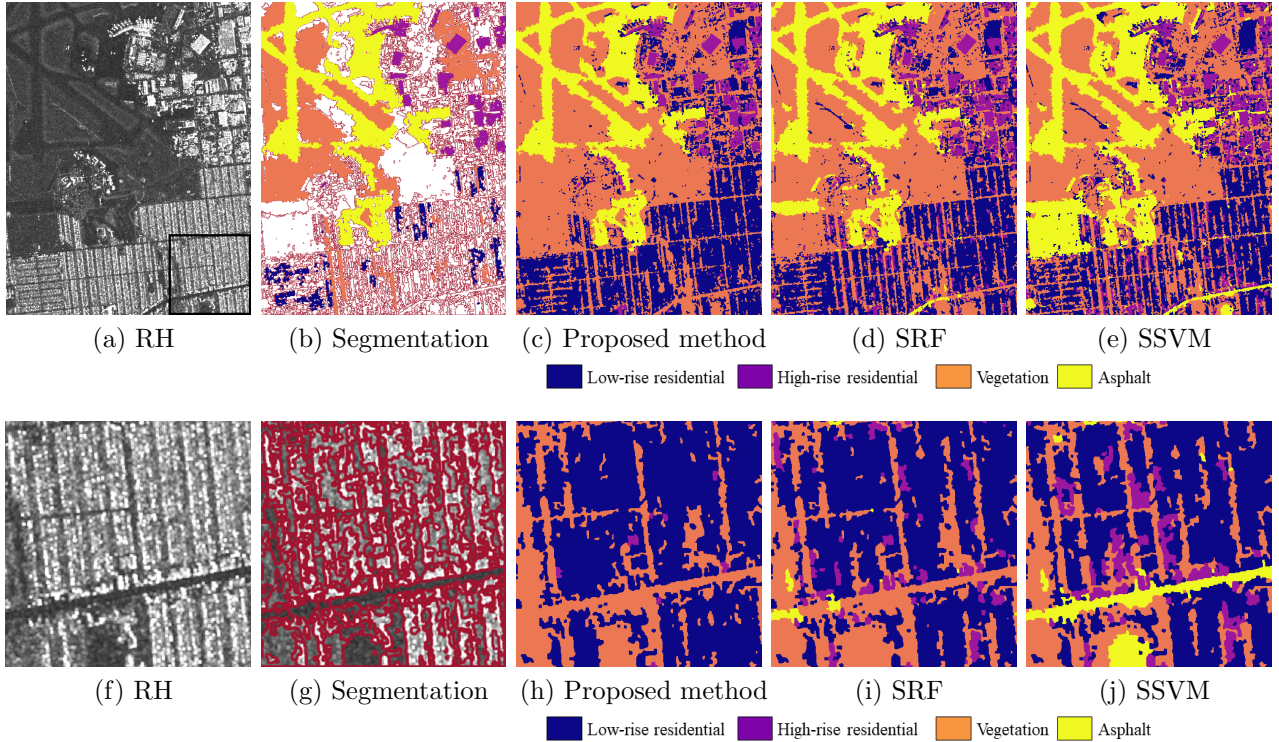 (a) RH (b) Segmentation (c) Proposed method (d) SRF (e) SSVM
Low-rise residential High-rise residential Vegetation Asphalt
(f) RH (g) Segmentation (h) Proposed method (i) SRF (j) SSVM
Low-rise residential High-rise residential Vegetation Asphalt